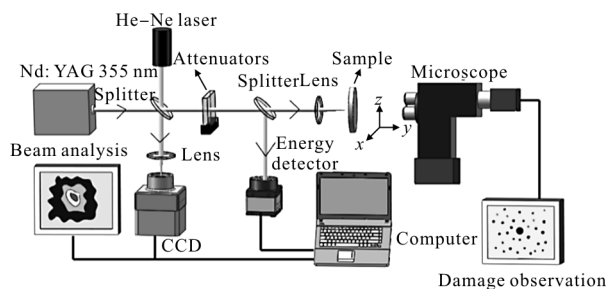 He-Ne laser
Nd: YAG 355 nm
Attenuators
Sample
Splitter
Splitter
Lens
Microscope
z
y
x
Beam analysis
Lens
Energy
detector
CCD
Computer
Damage observation